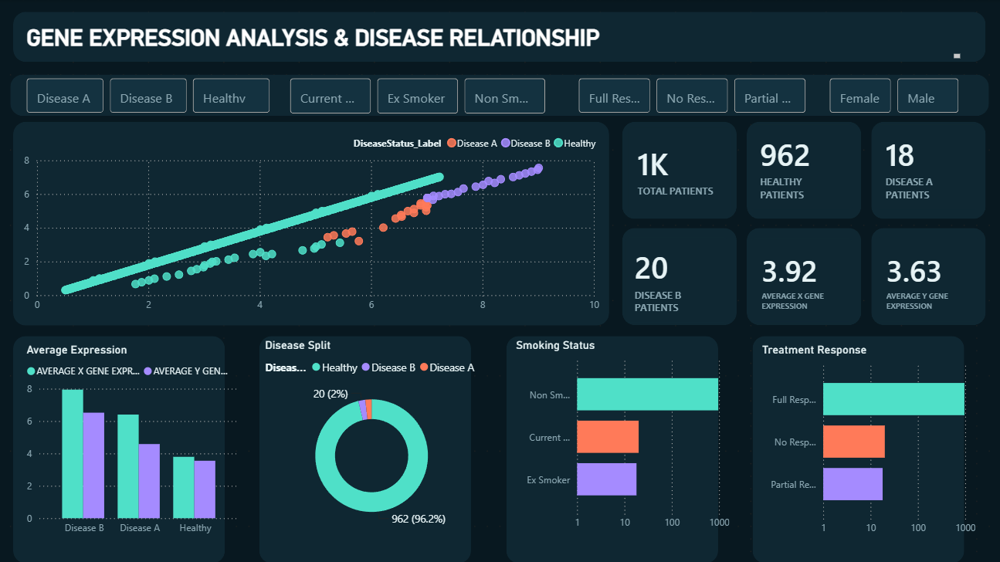 GENE EXPRESSION ANALYSIS & DISEASE RELATIONSHIP
Disease A
Disease B
Healthy
Current ...
Ex Smoker
Non Sm...
Full Res...
No Res...
Partial ...
Female
Male
DiseaseStatus_Label Disease A Disease B Healthy
8
6
4
2
0
0 2 4 6 8 10
1K
TOTAL PATIENTS
962
HEALTHY
PATIENTS
18
DISEASE A
PATIENTS
20
DISEASE B
PATIENTS
3.92
AVERAGE X GENE
EXPRESSION
3.63
AVERAGE Y GENE
EXPRESSION
Average Expression
AVERAGE X GENE EXPR... AVERAGE Y GEN...
8
6
4
2
0
Disease B Disease A Healthy
Disease Split
Diseas... Healthy Disease B Disease A
20 (2%)
962 (96.2%)
Smoking Status
Non Sm...
Current ...
Ex Smoker
1 10 100 1000
Treatment Response
Full Resp...
No Resp...
Partial Re...
1 10 100 1000